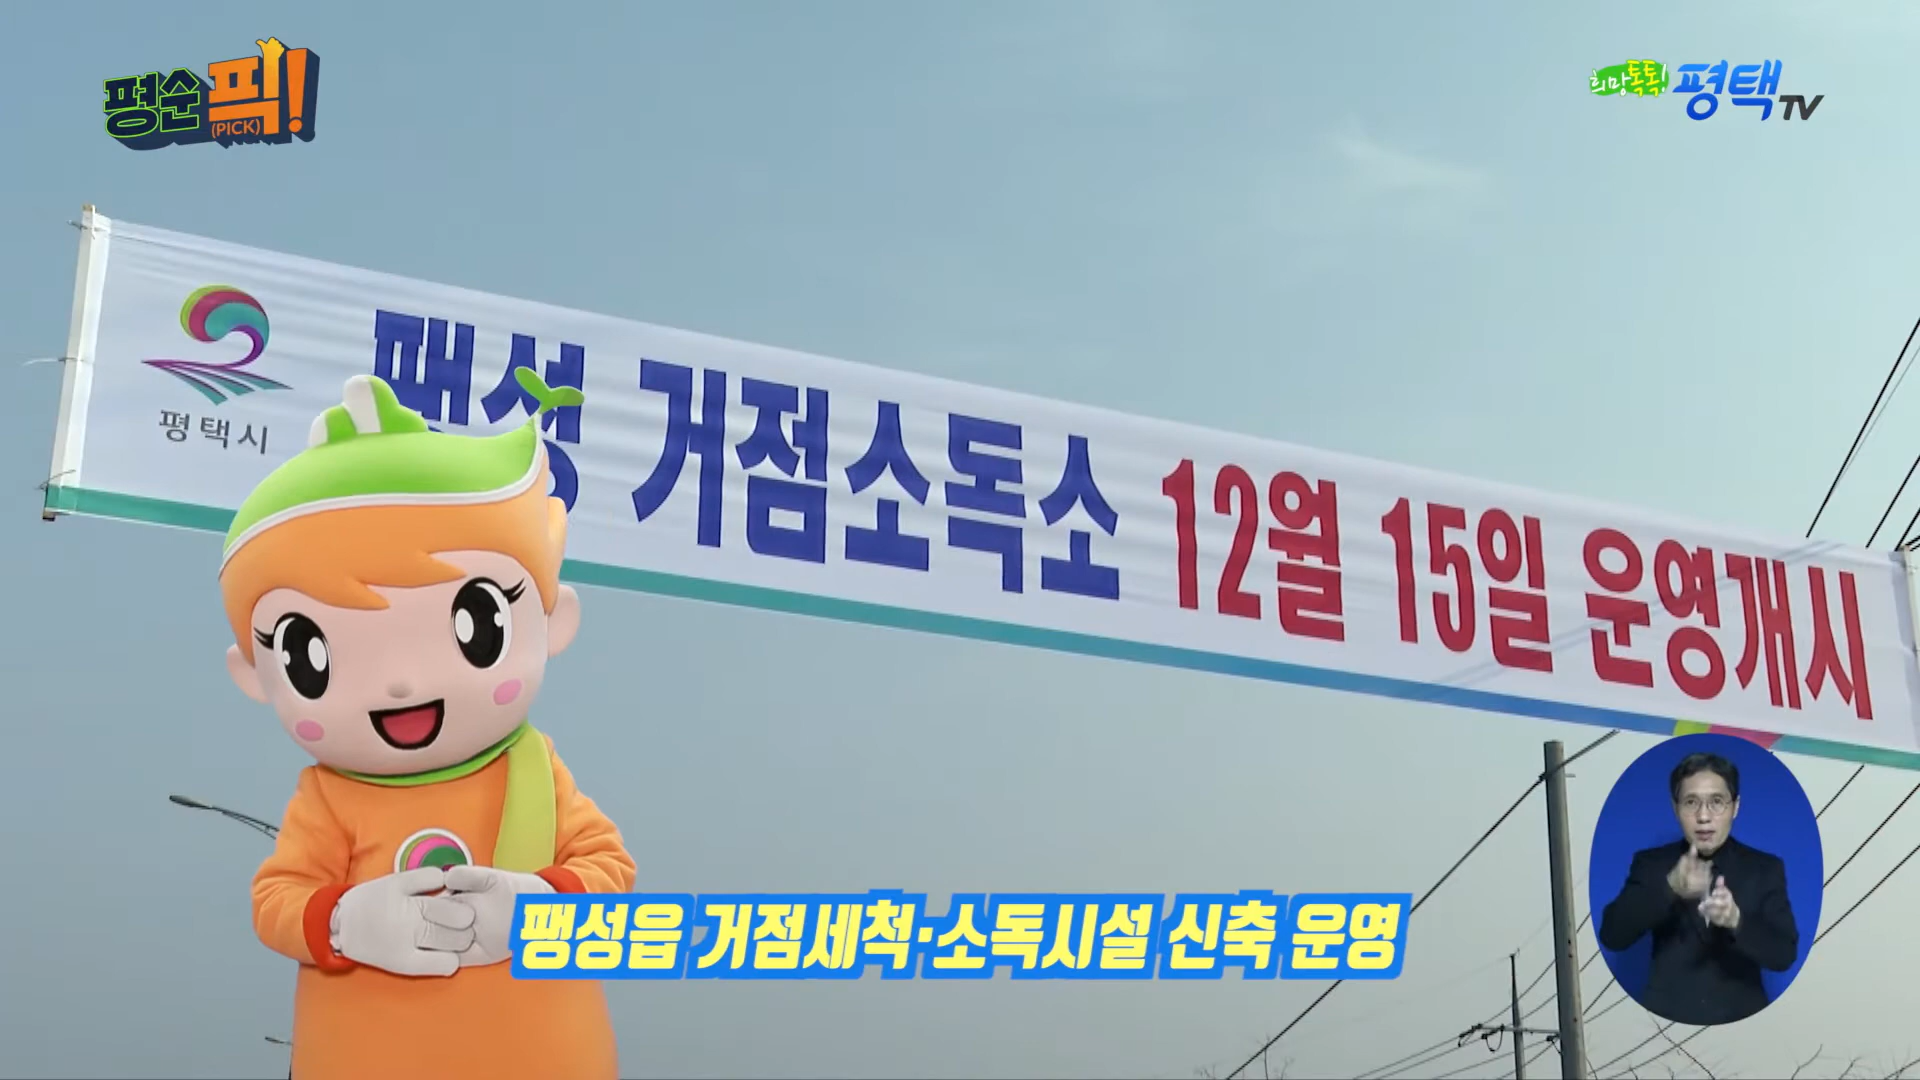 평순픽!
(PICK)
희망톡톡! 평택TV
평택시
팽성 거점소독소 12월 15일 운영개시
팽성읍 거점세척·소독시설 신축 운영